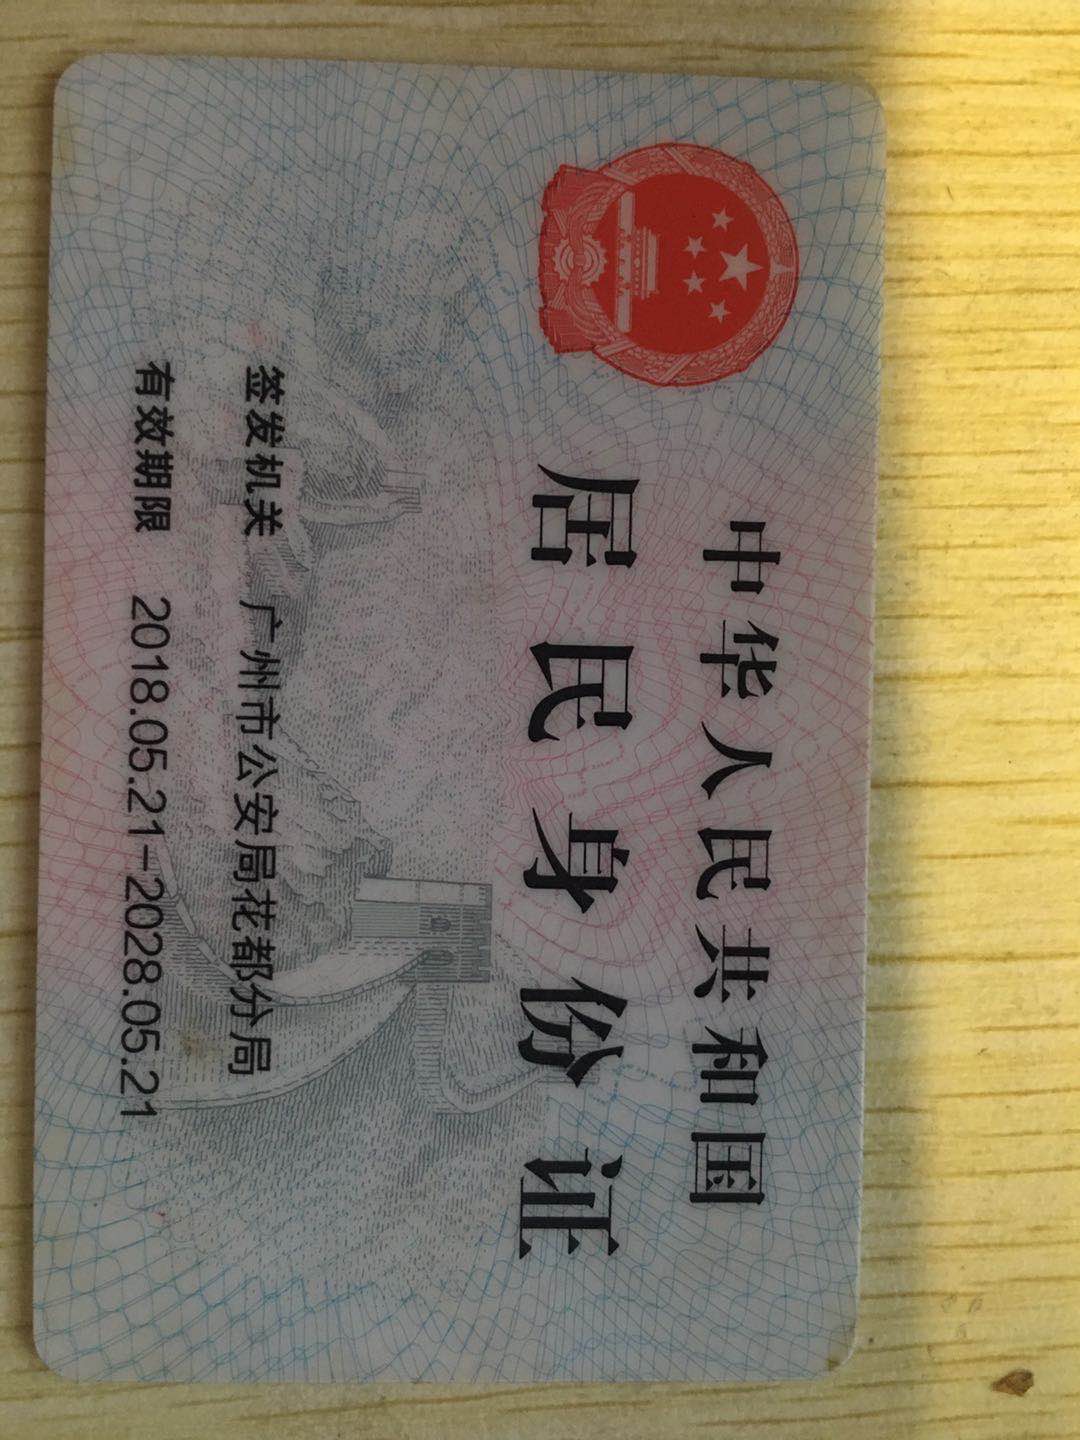 中华人民共和国
居民身份证
签发机关 广州市公安局花都分局
有效期限 2018.05.21-2028.05.21